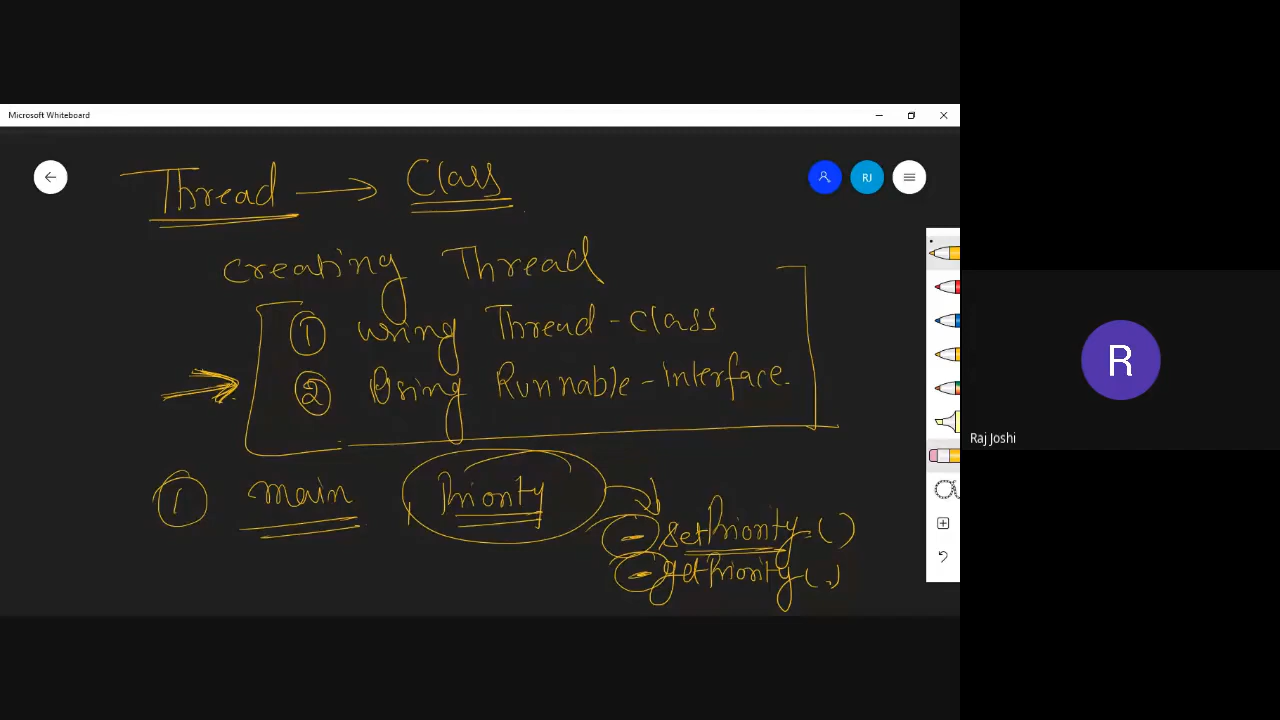 Microsoft Whiteboard
Thread → Class
RJ
creating Thread
① using Thread-class
② Using Runnable-Interface.
R
Raj Joshi
① main Priority
- setPriority()
- getPriority()